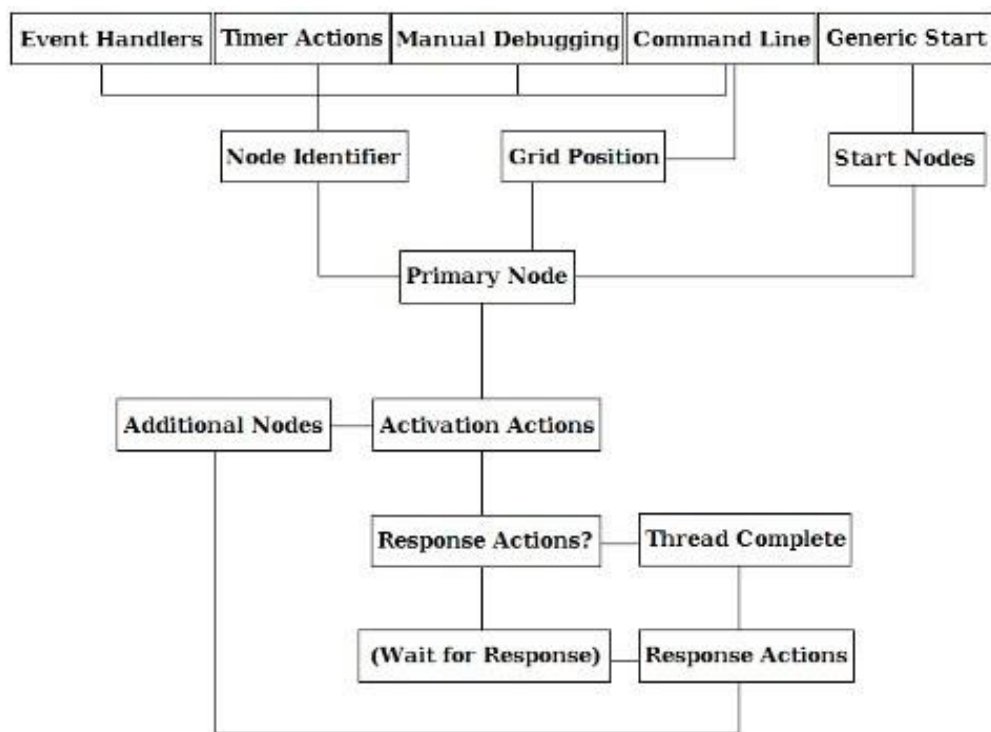 Event Handlers
Timer Actions
Manual Debugging
Command Line
Generic Start
Node Identifier
Grid Position
Start Nodes
Primary Node
Additional Nodes
Activation Actions
Response Actions?
Thread Complete
(Wait for Response)
Response Actions